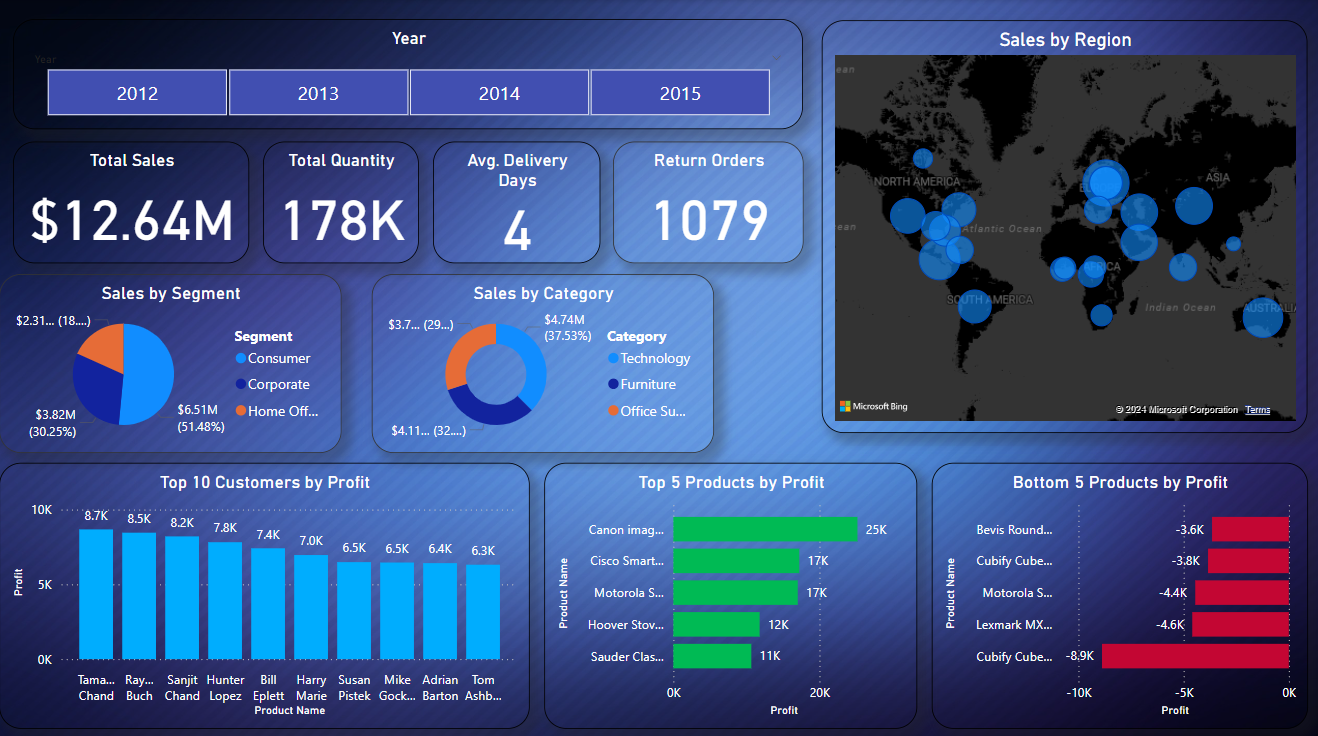 Year
Year
2012
2013
2014
2015
Total Sales
$12.64M
Total Quantity
178K
Avg. Delivery
Days
4
Return Orders
1079
Sales by Region
NORTH AMERICA
ASIA
Atlantic Ocean
SOUTH AMERICA
Indian Ocean
Microsoft Bing
© 2024 Microsoft Corporation Terms
Sales by Segment
$2.31... (18....)
$3.82M
(30.25%)
$6.51M
(51.48%)
Segment
Consumer
Corporate
Home Off...
Sales by Category
$3.7... (29...)
$4.74M
(37.53%)
$4.11... (32....)
Category
Technology
Furniture
Office Su...
Top 10 Customers by Profit
Profit
10K
5K
0K
8.7K
8.5K
8.2K
7.8K
7.4K
7.0K
6.5K
6.5K
6.4K
6.3K
Tama...
Chand
Ray...
Buch
Sanjit
Chand
Hunter
Lopez
Bill
Eplett
Harry
Marie
Susan
Pistek
Mike
Gock...
Adrian
Barton
Tom
Ashb...
Product Name
Top 5 Products by Profit
Product Name
Canon imag...
25K
Cisco Smart...
17K
Motorola S...
17K
Hoover Stov...
12K
Sauder Clas...
11K
0K
20K
Profit
Bottom 5 Products by Profit
Product Name
Bevis Round...
-3.6K
Cubify Cube...
-3.8K
Motorola S...
-4.4K
Lexmark MX...
-4.6K
Cubify Cube...
-8.9K
-10K
-5K
0K
Profit